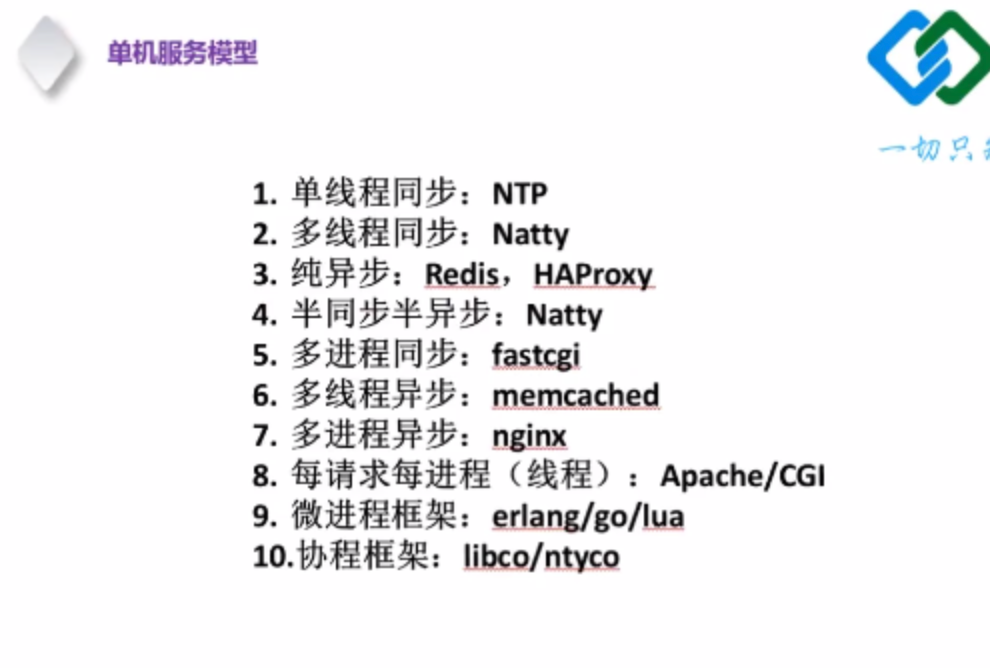 单机服务模型
一切只
1. 单线程同步：NTP
2. 多线程同步：Natty
3. 纯异步：Redis，HAProxy
4. 半同步半异步：Natty
5. 多进程同步：fastcgi
6. 多线程异步：memcached
7. 多进程异步：nginx
8. 每请求每进程（线程）：Apache/CGI
9. 微进程框架：erlang/go/lua
10.协程框架：libco/ntyco